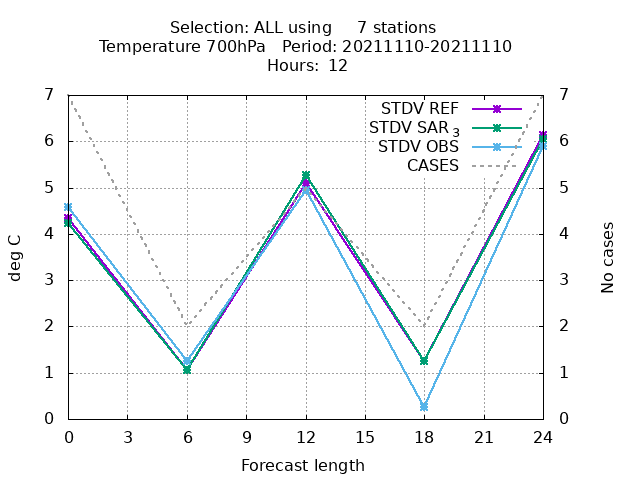 Selection: ALL using     7 stations
Temperature 700hPa   Period: 20211110-20211110
Hours:  12
STDV REF
STDV SAR 3
STDV OBS
CASES
deg C
No cases
7
6
5
4
3
2
1
0
7
6
5
4
3
2
1
0
0 3 6 9 12 15 18 21 24
Forecast length